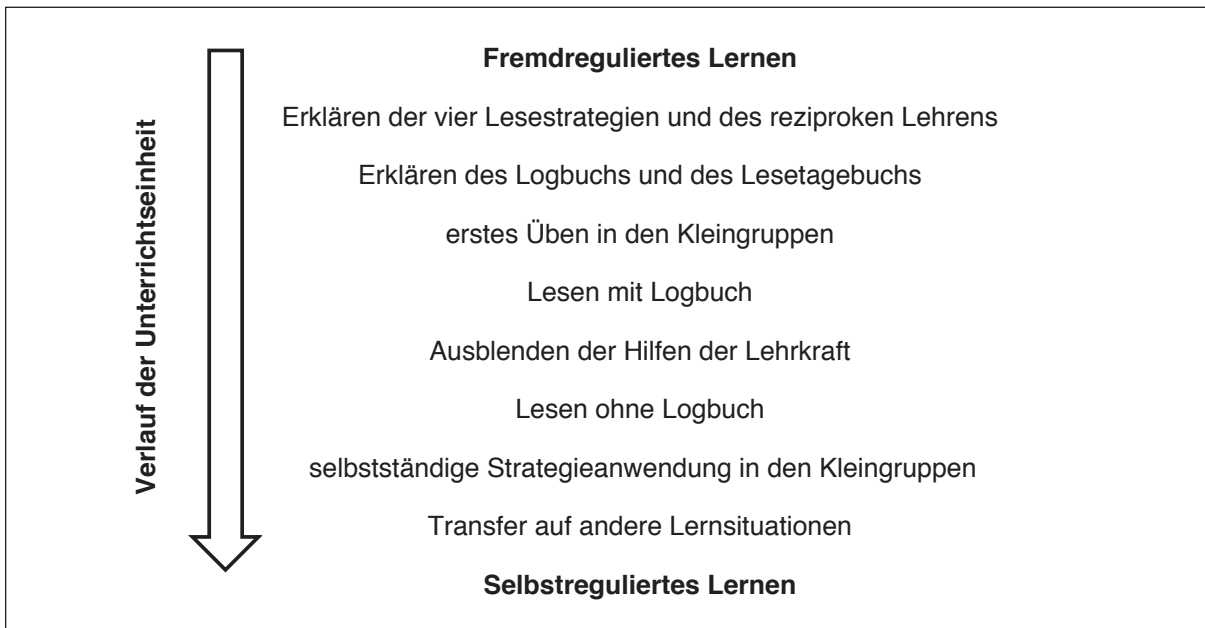 Verlauf der Unterrichtseinheit
Fremdreguliertes Lernen
Erklären der vier Lesestrategien und des reziproken Lehrens
Erklären des Logbuchs und des Lesetagebuchs
erstes Üben in den Kleingruppen
Lesen mit Logbuch
Ausblenden der Hilfen der Lehrkraft
Lesen ohne Logbuch
selbstständige Strategieanwendung in den Kleingruppen
Transfer auf andere Lernsituationen
Selbstreguliertes Lernen